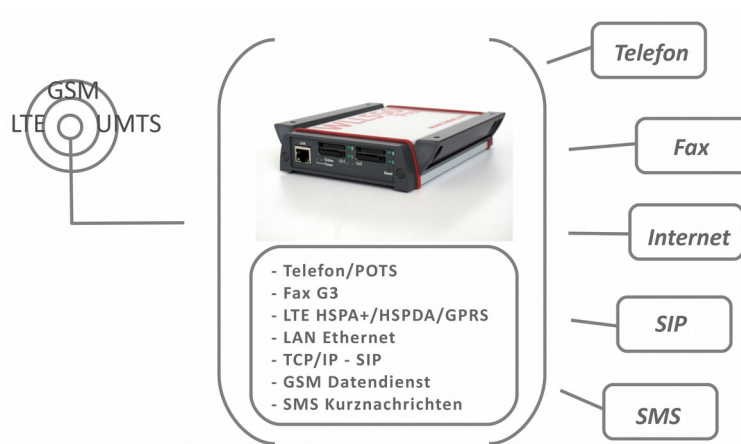 GSM
LTE UMTS
LAN
- Telefon/POTS
- Fax G3
- LTE HSPA+/HSPDA/GPRS
- LAN Ethernet
- TCP/IP - SIP
- GSM Datendienst
- SMS Kurznachrichten
Telefon
Fax
Internet
SIP
SMS